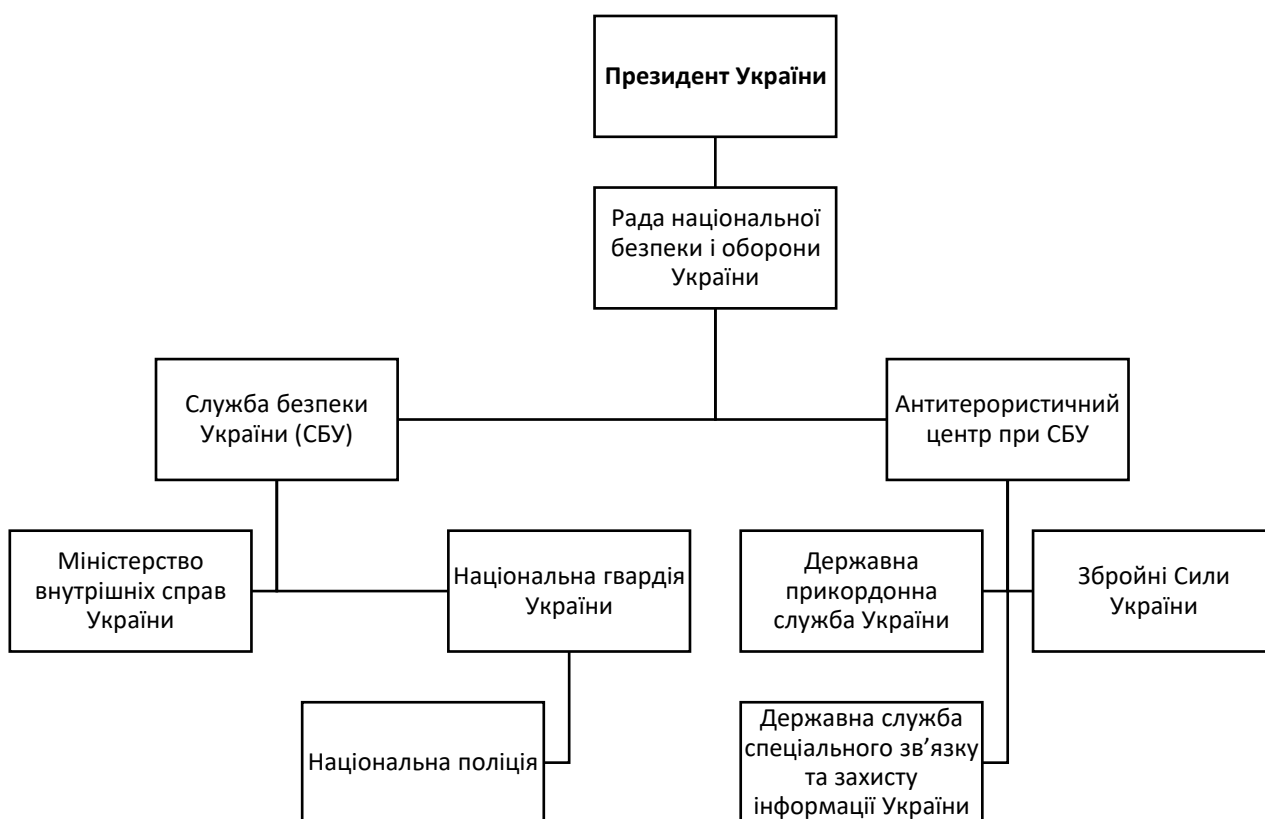 Президент України
Рада національної
безпеки і оборони
України
Служба безпеки
України (СБУ)
Антитерористичний
центр при СБУ
Міністерство
внутрішніх справ
України
Національна гвардія
України
Державна
прикордонна
служба України
Збройні Сили
України
Національна поліція
Державна служба
спеціального зв’язку
та захисту
інформації України